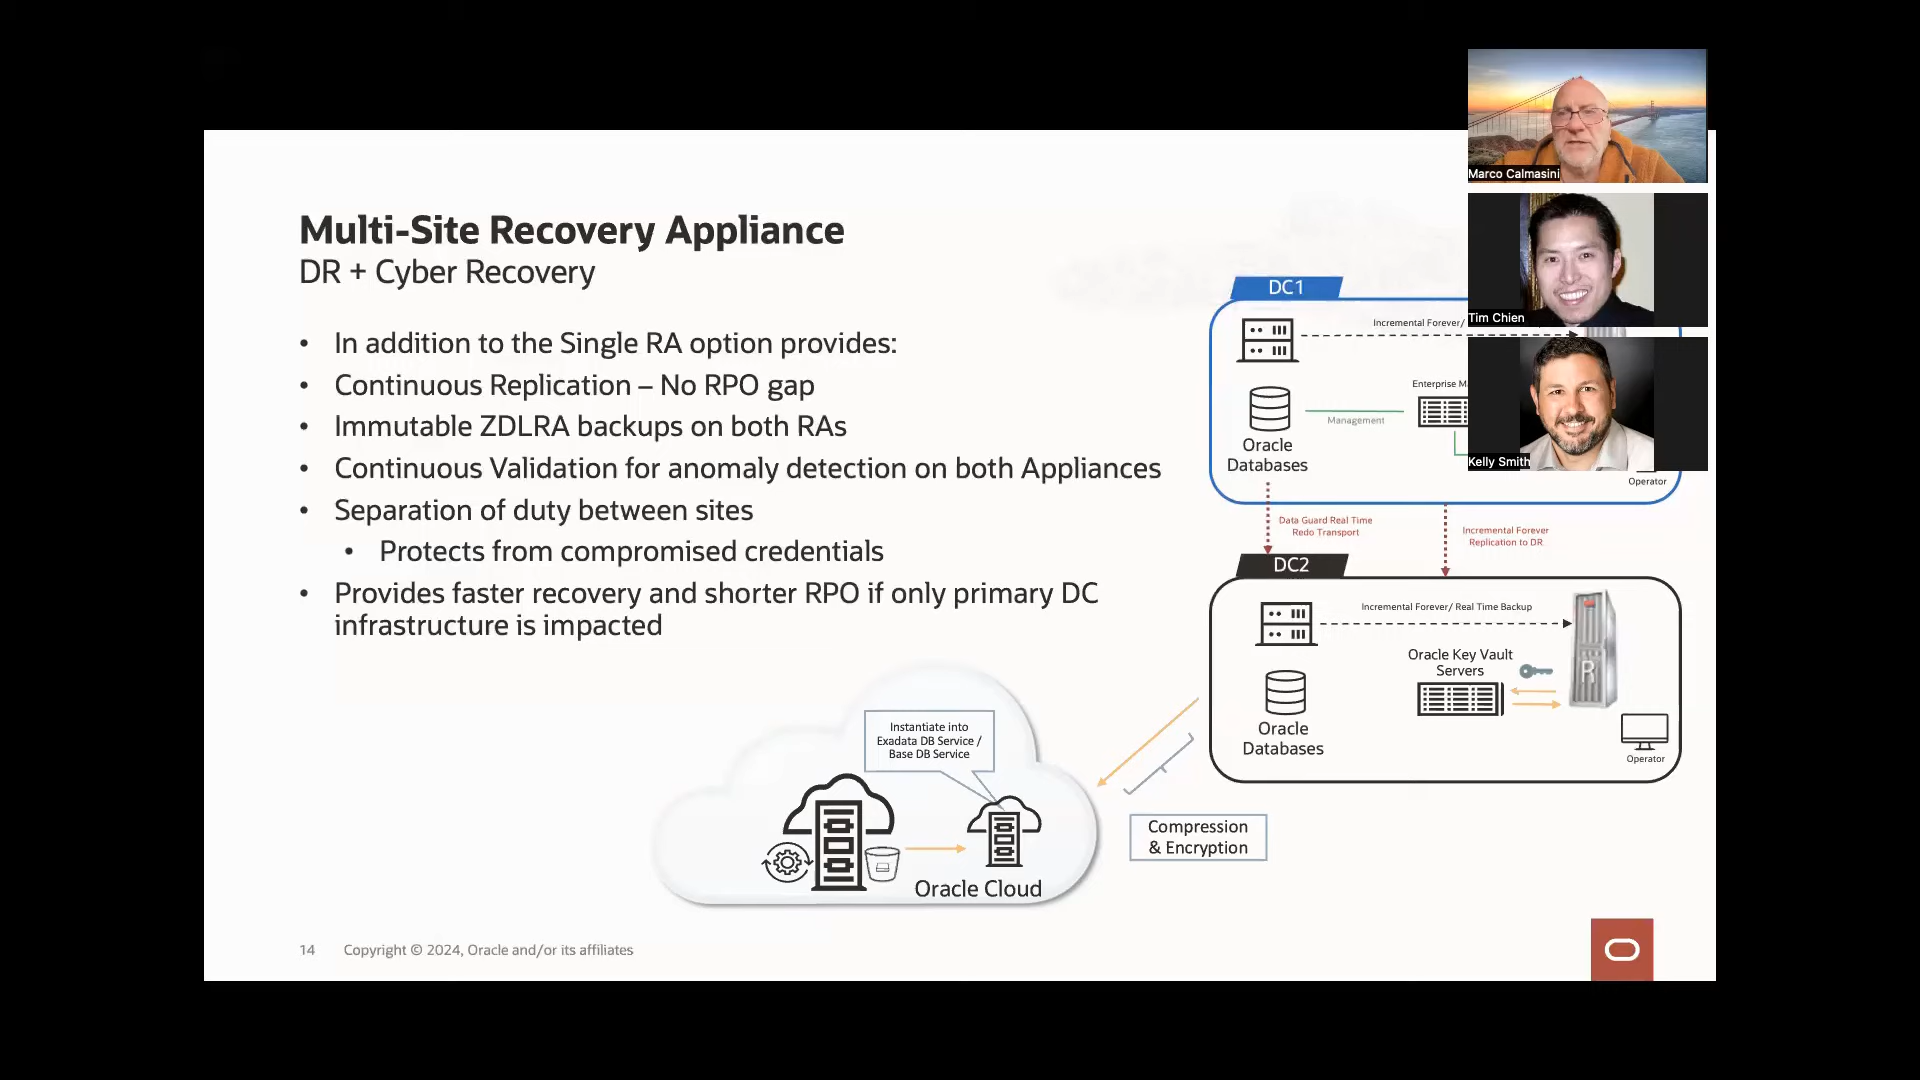 Marco Calmasini
Tim Chien
Kelly Smith
Multi-Site Recovery Appliance
DR + Cyber Recovery
• In addition to the Single RA option provides:
• Continuous Replication – No RPO gap
• Immutable ZDLRA backups on both RAs
• Continuous Validation for anomaly detection on both Appliances
• Separation of duty between sites
• Protects from compromised credentials
• Provides faster recovery and shorter RPO if only primary DC
infrastructure is impacted
DC1
Incremental Forever/
Enterprise
Management
Oracle
Databases
Operator
Data Guard Real Time
Redo Transport
Incremental Forever
Replication to DR
DC2
Incremental Forever/ Real Time Backup
Oracle Key Vault
Servers
R
Oracle
Databases
Operator
Instantiate into
Exadata DB Service /
Base DB Service
Oracle Cloud
Compression
& Encryption
14 Copyright © 2024, Oracle and/or its affiliates